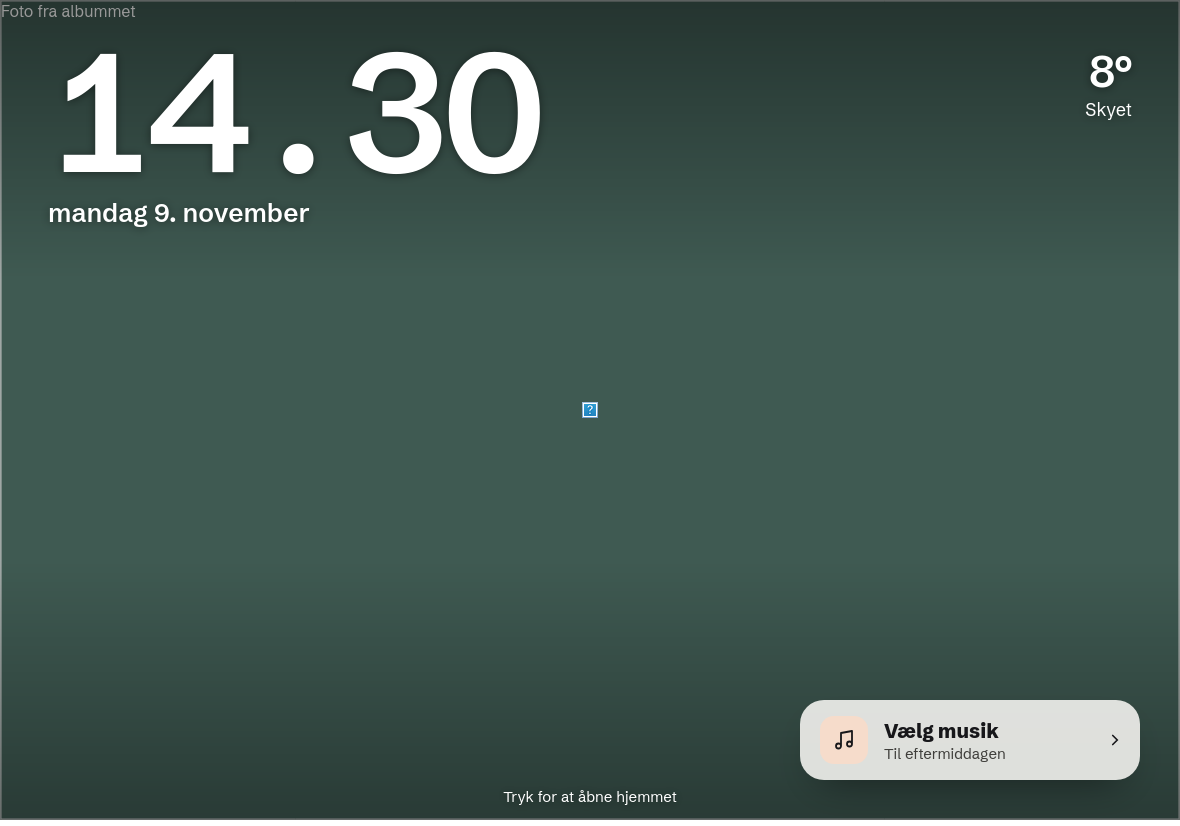 Foto fra albummet
14.30
mandag 9. november
8°
Skyet
?
Vælg musik
Til eftermiddagen
Tryk for at åbne hjemmet